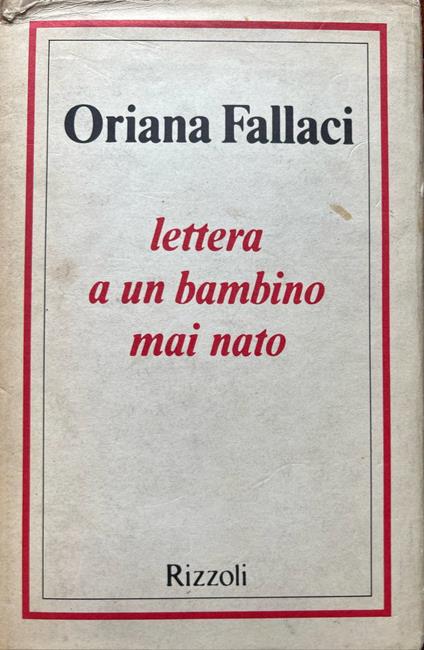 Oriana Fallaci
lettera
a un bambino
mai nato
Rizzoli